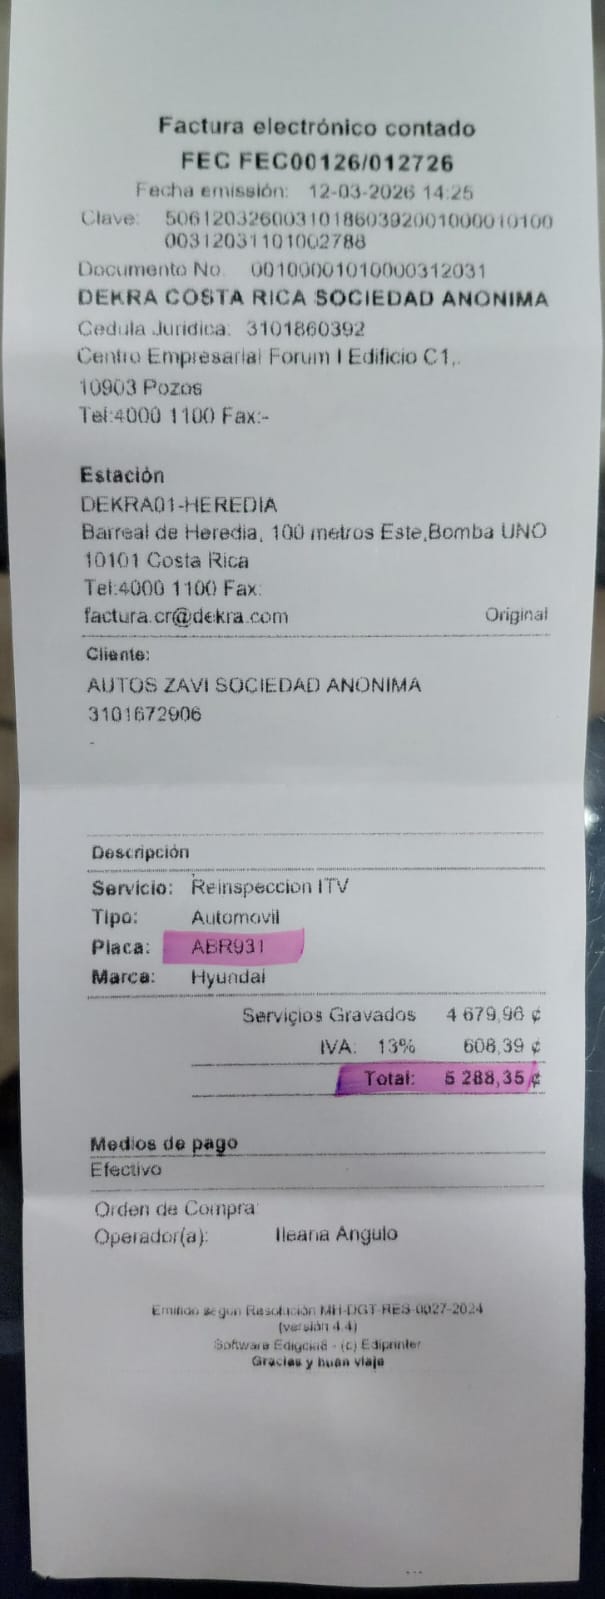 Factura electrónico contado
FEC FEC00126/012726
Fecha emissión: 12-03-2026 14:25
Clave: 50612032600310186039200100001010100
00312031101002788
Documento No. 00100001010000312031
DEKRA COSTA RICA SOCIEDAD ANONIMA
Cedula Juridica: 3101860392
Centro Empresarial Forum I Edificio C1,.
10903 Pozos
Tel:4000 1100 Fax:-
Estación
DEKRA01-HEREDIA
Barreal de Heredia, 100 metros Este,Bomba UNO
10101 Costa Rica
Tel:4000 1100 Fax:
factura.cr@dekra.com Original
Cliente:
AUTOS ZAVI SOCIEDAD ANONIMA
3101672906
-
Descripción
Servicio: Reinspeccion ITV
Tipo: Automovil
Placa: ABR931
Marca: Hyundai
Servicios Gravados 4 679,96 ¢
IVA: 13% 608,39 ¢
Total: 5 288,35 ¢
Medios de pago
Efectivo
Orden de Compra:
Operador(a): Ileana Angulo
Emitido segun Resolución MH-DGT-RES-0027-2024
(versión 4.4)
Software - (c) Ediprinter
Gracias y buen viaje